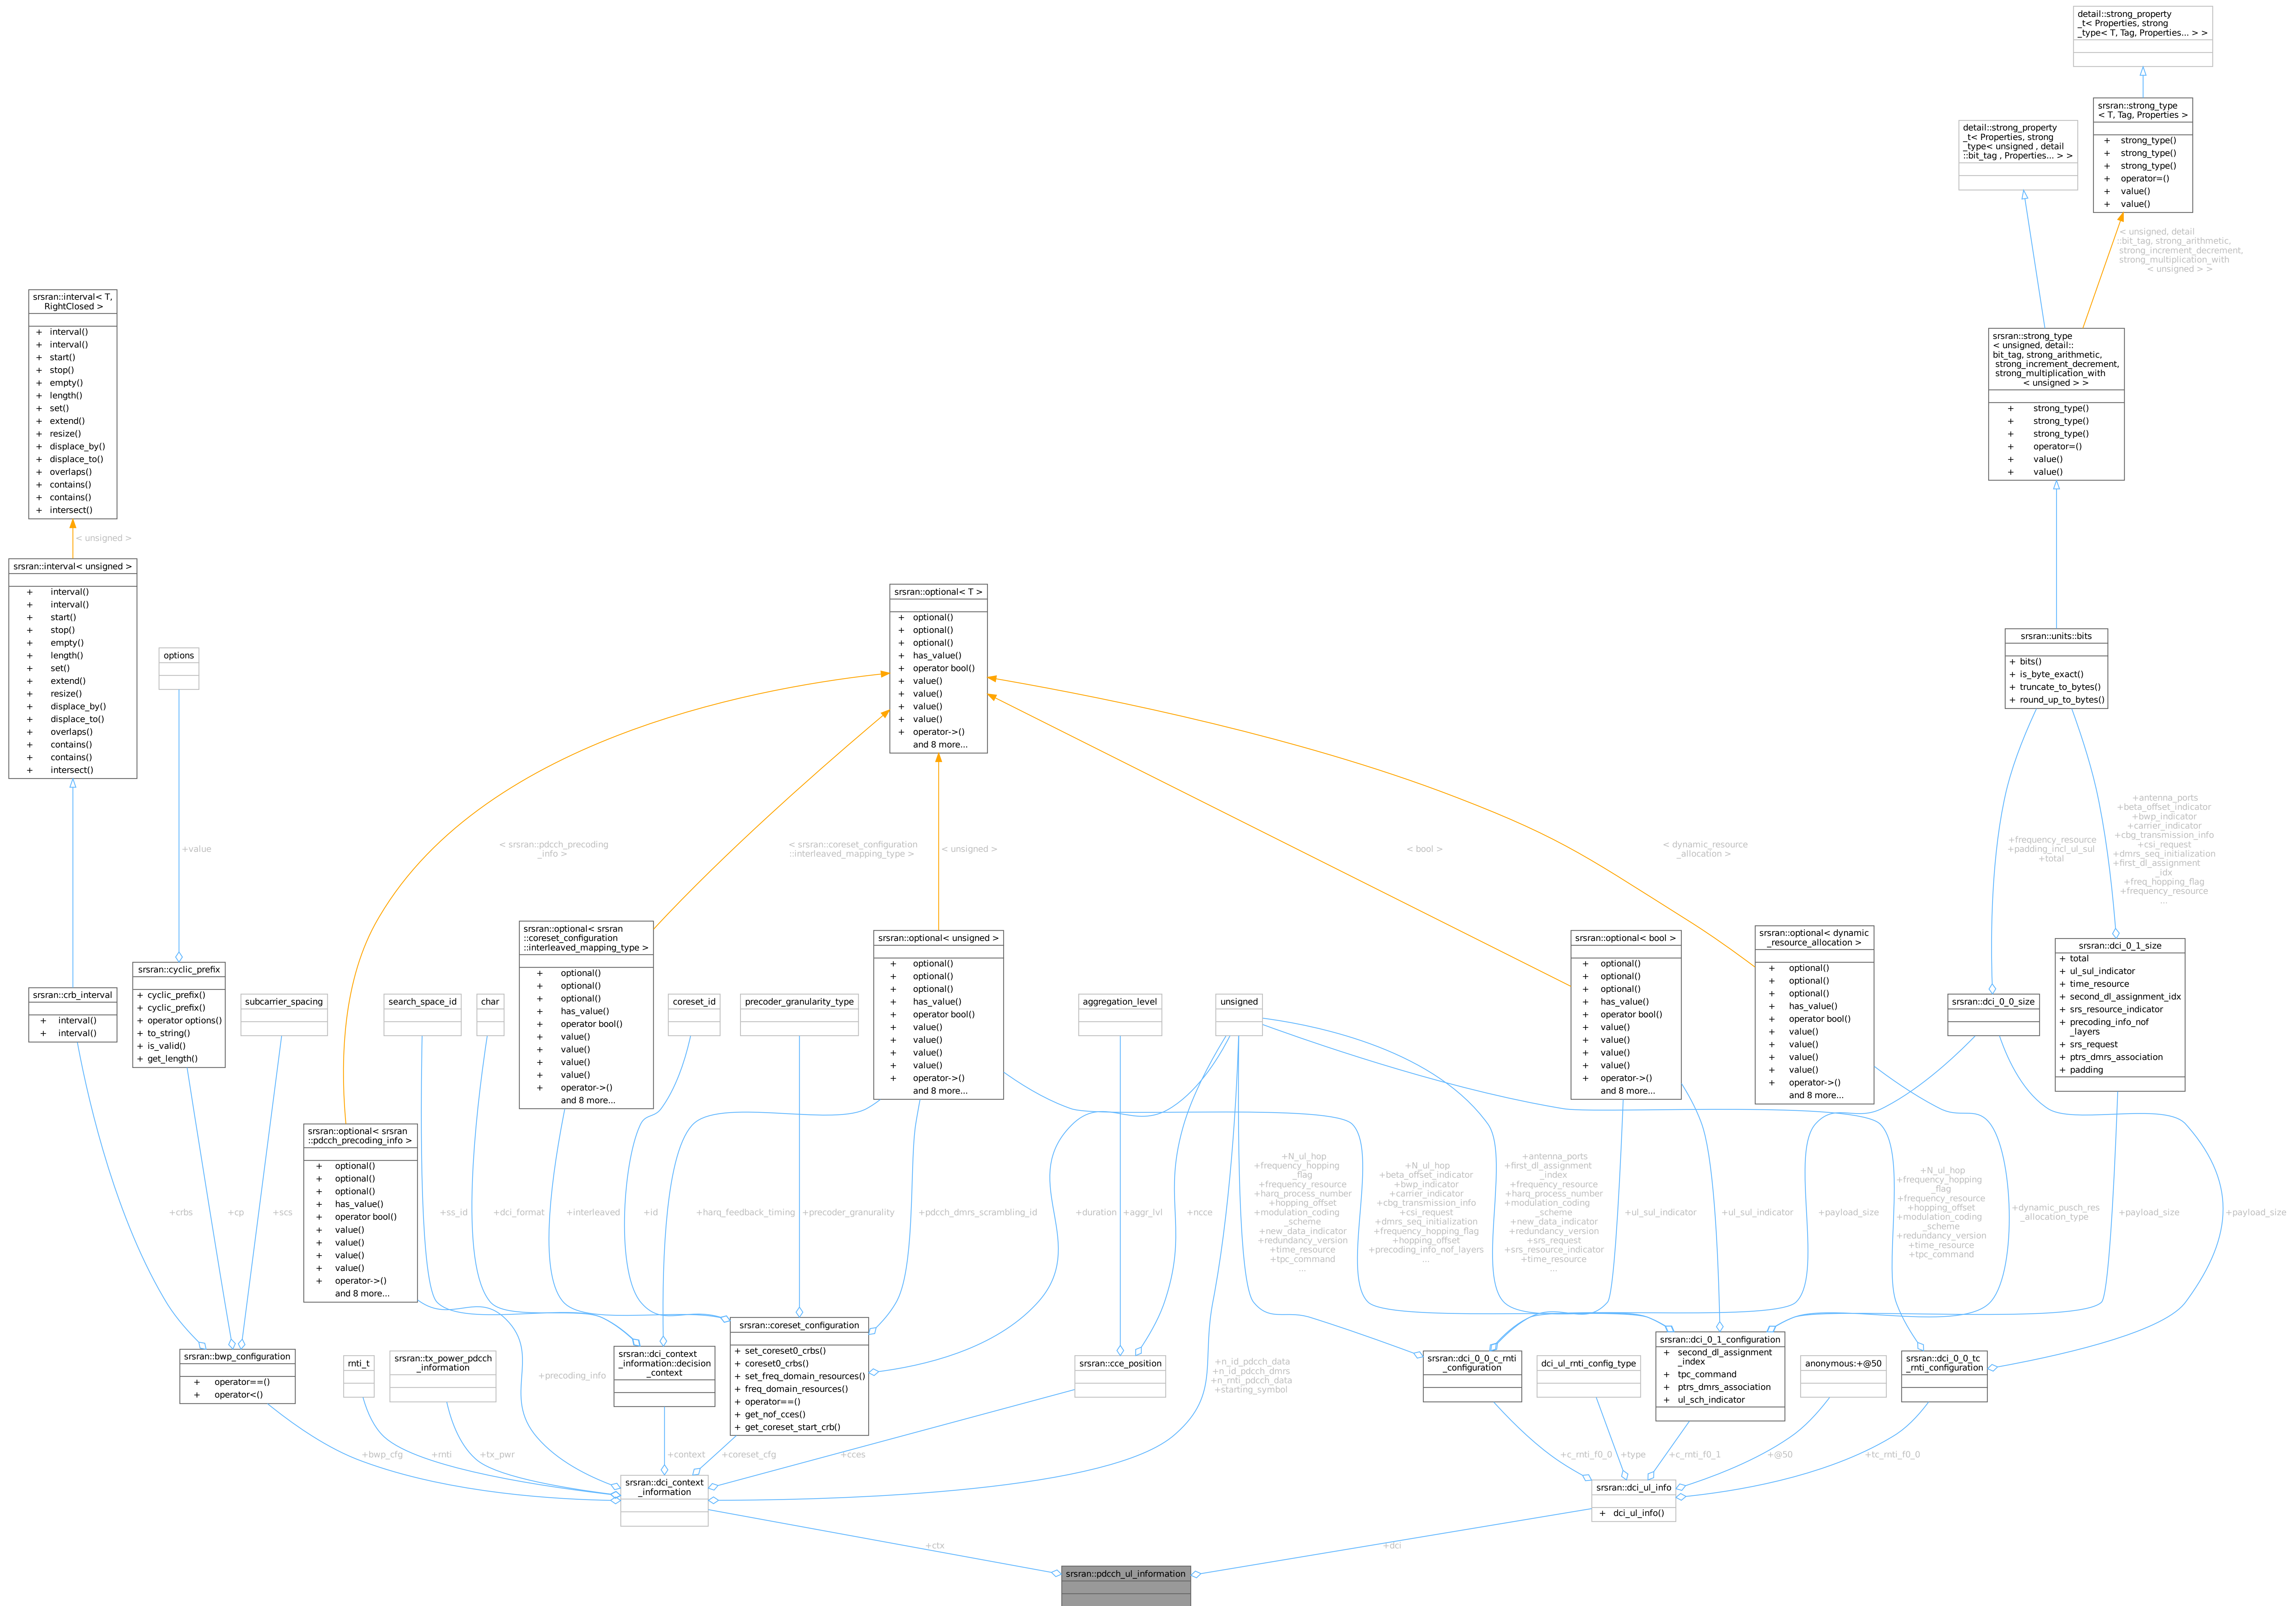 detail::strong_property
_t< Properties, strong
_type< T, Tag, Properties... > >
srsran::strong_type
< T, Tag, Properties >
+ strong_type()
+ strong_type()
+ strong_type()
+ operator=()
+ value()
+ value()
detail::strong_property
_t< Properties, strong
_type< unsigned , detail
::bit_tag , Properties... > >
< unsigned, detail
::bit_tag, strong_arithmetic,
strong_increment_decrement,
strong_multiplication_with
< unsigned > >
srsran::interval< T,
RightClosed >
+ interval()
+ interval()
+ start()
+ stop()
+ empty()
+ length()
+ set()
+ extend()
+ resize()
+ displace_by()
+ displace_to()
+ overlaps()
+ contains()
+ contains()
+ intersect()
< unsigned >
srsran::strong_type
< unsigned, detail::
bit_tag, strong_arithmetic,
strong_increment_decrement,
strong_multiplication_with
< unsigned > >
+ strong_type()
+ strong_type()
+ strong_type()
+ operator=()
+ value()
+ value()
srsran::interval< unsigned >
+ interval()
+ interval()
+ start()
+ stop()
+ empty()
+ length()
+ set()
+ extend()
+ resize()
+ displace_by()
+ displace_to()
+ overlaps()
+ contains()
+ contains()
+ intersect()
options
+value
srsran::optional< T >
+ optional()
+ optional()
+ optional()
+ has_value()
+ operator bool()
+ value()
+ value()
+ value()
+ value()
+ operator->()
and 8 more...
srsran::units::bits
+ bits()
+ is_byte_exact()
+ truncate_to_bytes()
+ round_up_to_bytes()
< srsran::pdcch_precoding
_info >
< srsran::coreset_configuration
::interleaved_mapping_type >
< unsigned >
< bool >
< dynamic_resource
_allocation >
+frequency_resource
+padding_incl_ul_sul
+total
+antenna_ports
+beta_offset_indicator
+bwp_indicator
+carrier_indicator
+cbg_transmission_info
+csi_request
+dmrs_seq_initialization
+first_dl_assignment
_idx
+freq_hopping_flag
+frequency_resource
...
srsran::crb_interval
+ interval()
+ interval()
srsran::cyclic_prefix
+ cyclic_prefix()
+ cyclic_prefix()
+ operator options()
+ to_string()
+ is_valid()
+ get_length()
subcarrier_spacing
search_space_id
char
srsran::optional< srsran
::coreset_configuration
::interleaved_mapping_type >
+ optional()
+ optional()
+ optional()
+ has_value()
+ operator bool()
+ value()
+ value()
+ value()
+ value()
+ operator->()
and 8 more...
coreset_id
precoder_granularity_type
srsran::optional< unsigned >
+ optional()
+ optional()
+ optional()
+ has_value()
+ operator bool()
+ value()
+ value()
+ value()
+ value()
+ operator->()
and 8 more...
aggregation_level
unsigned
srsran::optional< bool >
+ optional()
+ optional()
+ optional()
+ has_value()
+ operator bool()
+ value()
+ value()
+ value()
+ value()
+ operator->()
and 8 more...
srsran::optional< dynamic
_resource_allocation >
+ optional()
+ optional()
+ optional()
+ has_value()
+ operator bool()
+ value()
+ value()
+ value()
+ value()
+ operator->()
and 8 more...
srsran::dci_0_0_size
srsran::dci_0_1_size
+ total
+ ul_sul_indicator
+ time_resource
+ second_dl_assignment_idx
+ srs_resource_indicator
+ precoding_info_nof
_layers
+ srs_request
+ ptrs_dmrs_association
+ padding
srsran::optional< srsran
::pdcch_precoding_info >
+ optional()
+ optional()
+ optional()
+ has_value()
+ operator bool()
+ value()
+ value()
+ value()
+ value()
+ operator->()
and 8 more...
+crbs
+cp
+scs
+ss_id
+dci_format
+interleaved
+id
+harq_feedback_timing
+precoder_granurality
+pdcch_dmrs_scrambling_id
+duration
+aggr_lvl
+ncce
+N_ul_hop
+frequency_hopping
_flag
+frequency_resource
+harq_process_number
+hopping_offset
+modulation_coding
_scheme
+new_data_indicator
+redundancy_version
+time_resource
+tpc_command
...
+N_ul_hop
+beta_offset_indicator
+bwp_indicator
+carrier_indicator
+cbg_transmission_info
+csi_request
+dmrs_seq_initialization
+frequency_hopping_flag
+hopping_offset
+precoding_info_nof_layers
...
+antenna_ports
+first_dl_assignment
_index
+frequency_resource
+harq_process_number
+modulation_coding
_scheme
+new_data_indicator
+redundancy_version
+srs_request
+srs_resource_indicator
+time_resource
...
+ul_sul_indicator
+ul_sul_indicator
+payload_size
+N_ul_hop
+frequency_hopping
_flag
+frequency_resource
+hopping_offset
+modulation_coding
_scheme
+redundancy_version
+time_resource
+tpc_command
+dynamic_pusch_res
_allocation_type
+payload_size
+payload_size
srsran::bwp_configuration
+ operator==()
+ operator<()
rnti_t
srsran::tx_power_pdcch
_information
+precoding_info
srsran::dci_context
_information::decision
_context
srsran::coreset_configuration
+ set_coreset0_crbs()
+ coreset0_crbs()
+ set_freq_domain_resources()
+ freq_domain_resources()
+ operator==()
+ get_nof_cces()
+ get_coreset_start_crb()
srsran::cce_position
+n_id_pdcch_data
+n_id_pdcch_dmrs
+n_rnti_pdcch_data
+starting_symbol
srsran::dci_0_0_c_rnti
_configuration
dci_ul_rnti_config_type
srsran::dci_0_1_configuration
+ second_dl_assignment
_index
+ tpc_command
+ ptrs_dmrs_association
+ ul_sch_indicator
anonymous:+@50
srsran::dci_0_0_tc
_rnti_configuration
+bwp_cfg
+rnti
+tx_pwr
+context
+coreset_cfg
+cces
+c_rnti_f0_0
+type
+c_rnti_f0_1
+@50
+tc_rnti_f0_0
srsran::dci_context
_information
srsran::dci_ul_info
+ dci_ul_info()
+ctx
+dci
srsran::pdcch_ul_information